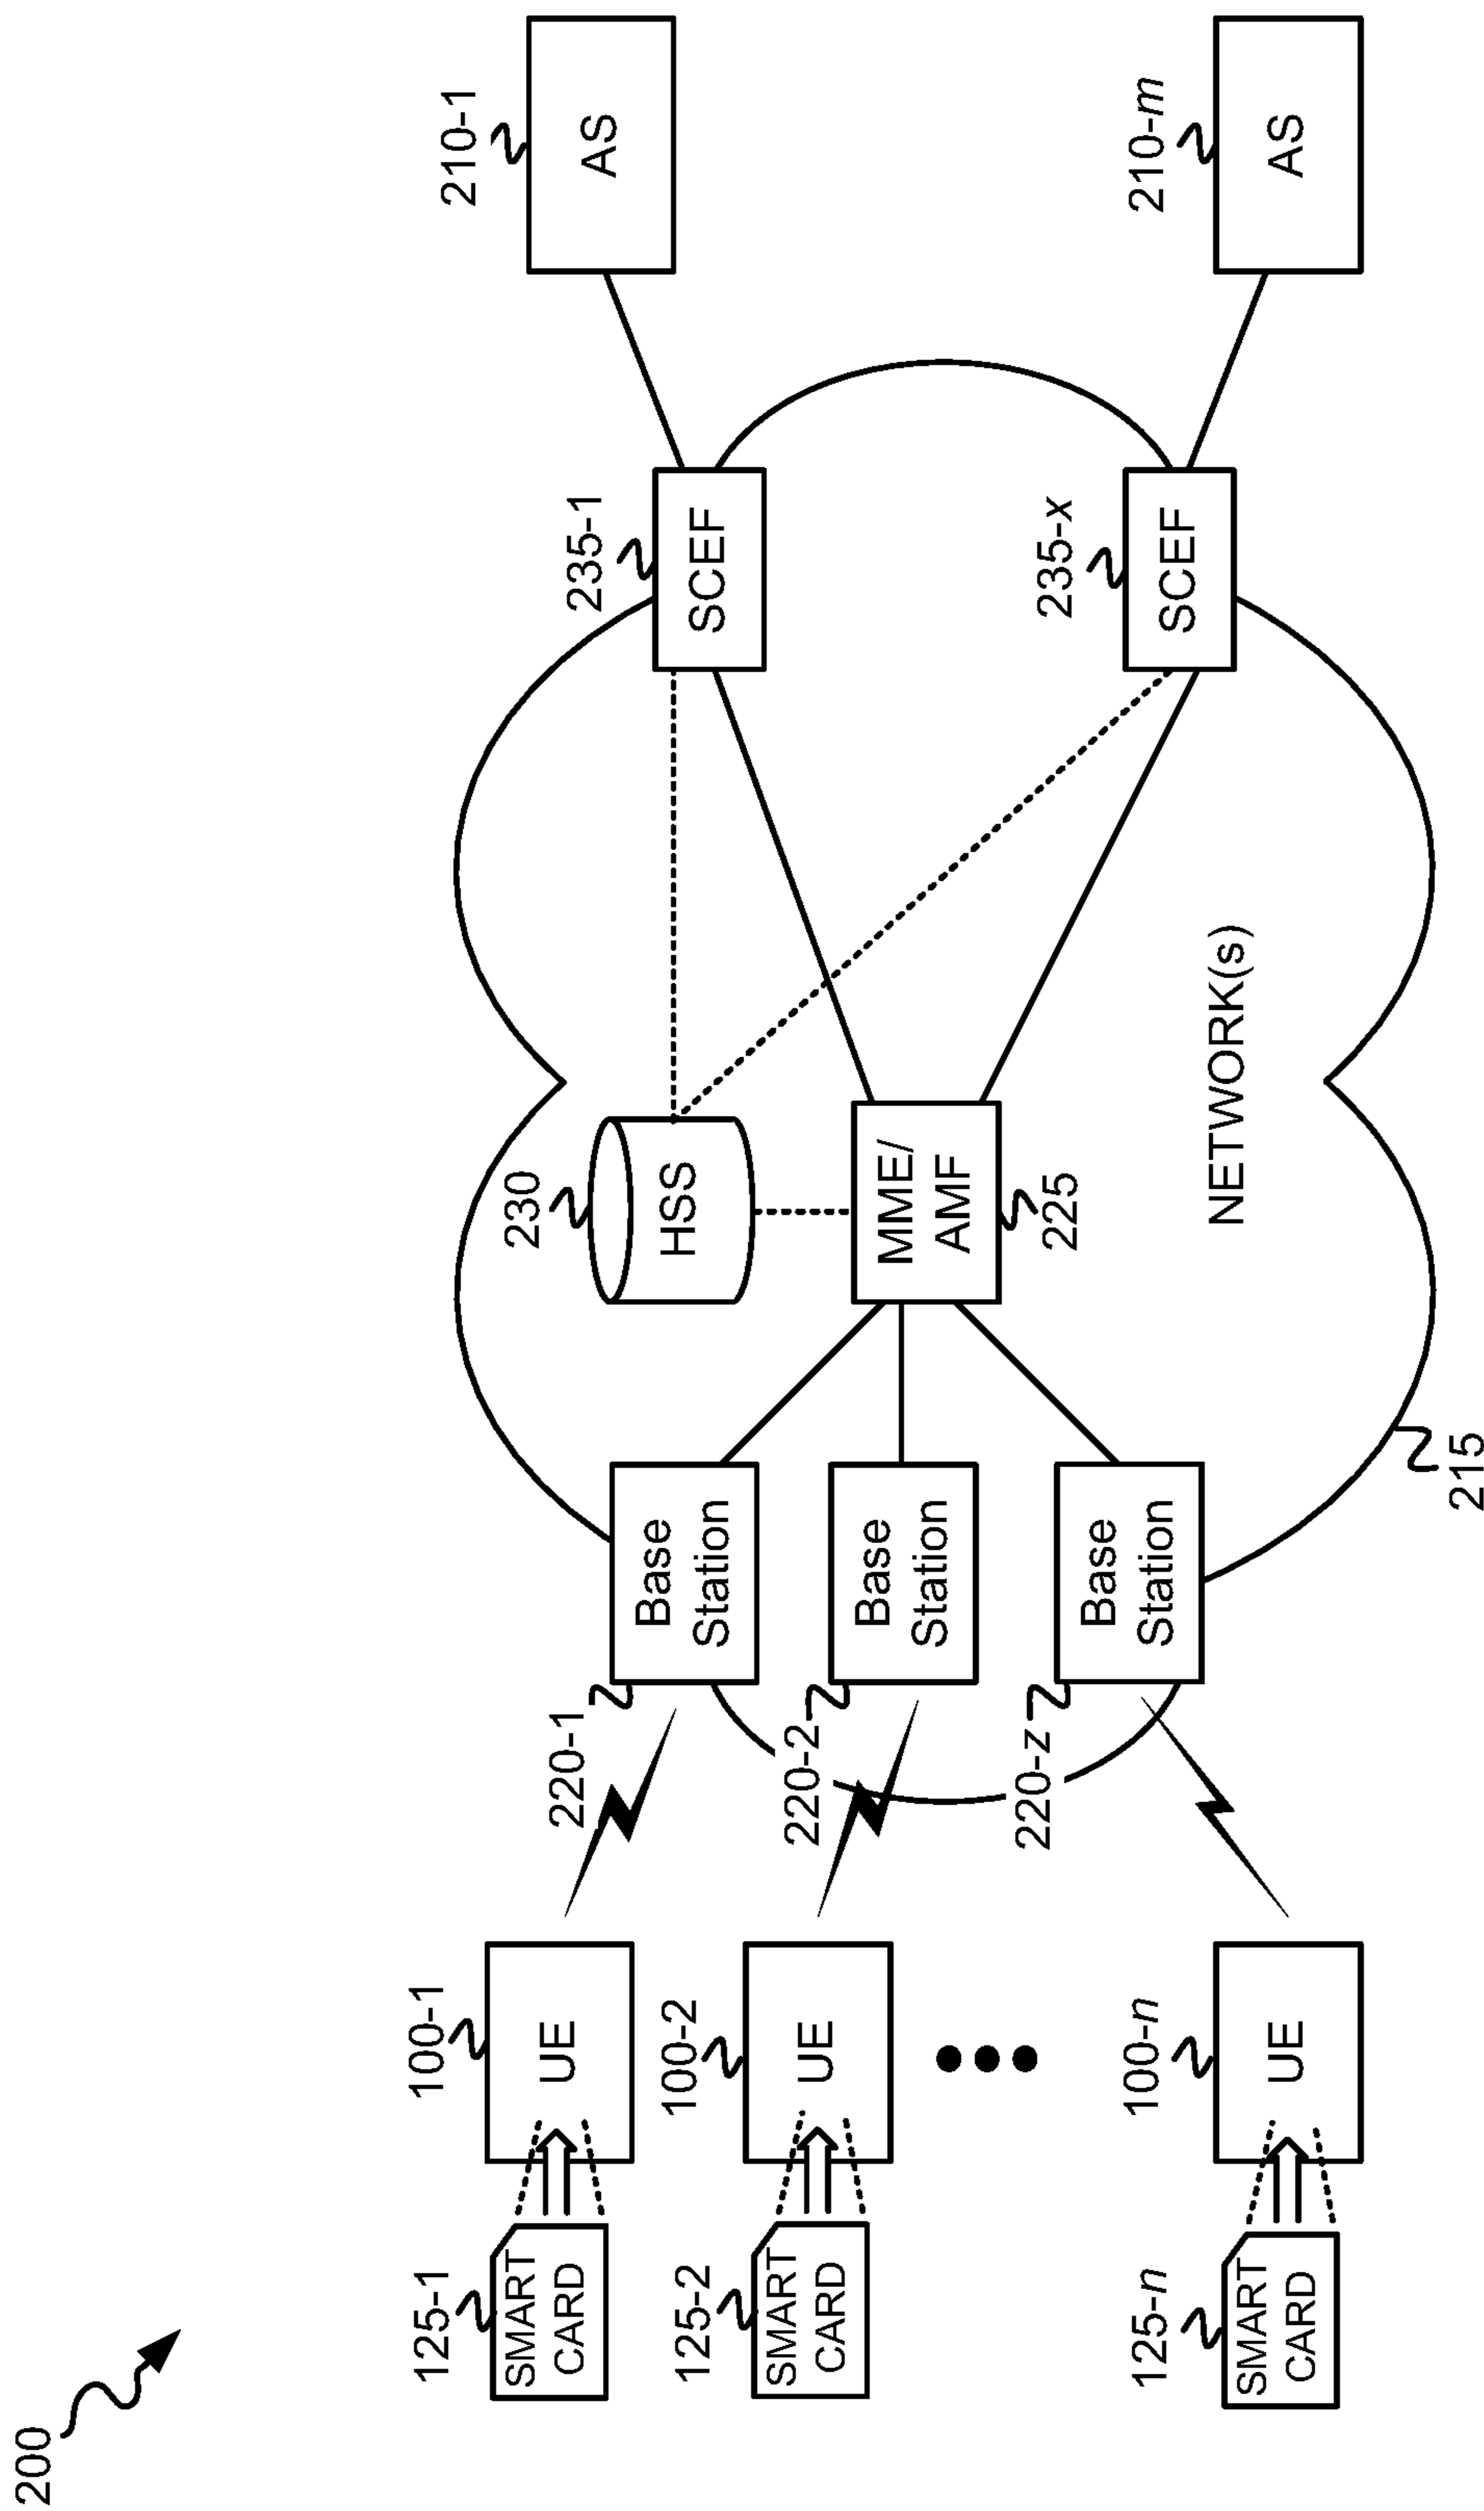 200
125-1
SMART
CARD
100-1
UE
220-1
Base
Station
230
HSS
235-1
SCEF
210-1
AS
125-2
SMART
CARD
100-2
UE
220-2
Base
Station
MME/
AMF
225
125-n
SMART
CARD
100-n
UE
220-z
Base
Station
NETWORK(s)
215
235-x
SCEF
210-m
AS